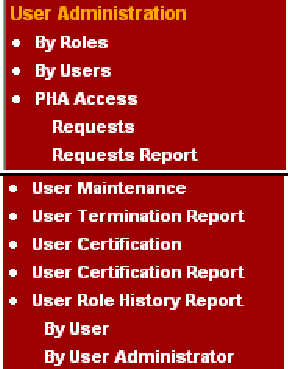 User Administration
• By Roles
• By Users
• PHA Access
Requests
Requests Report
• User Maintenance
• User Termination Report
• User Certification
• User Certification Report
• User Role History Report
By User
By User Administrator